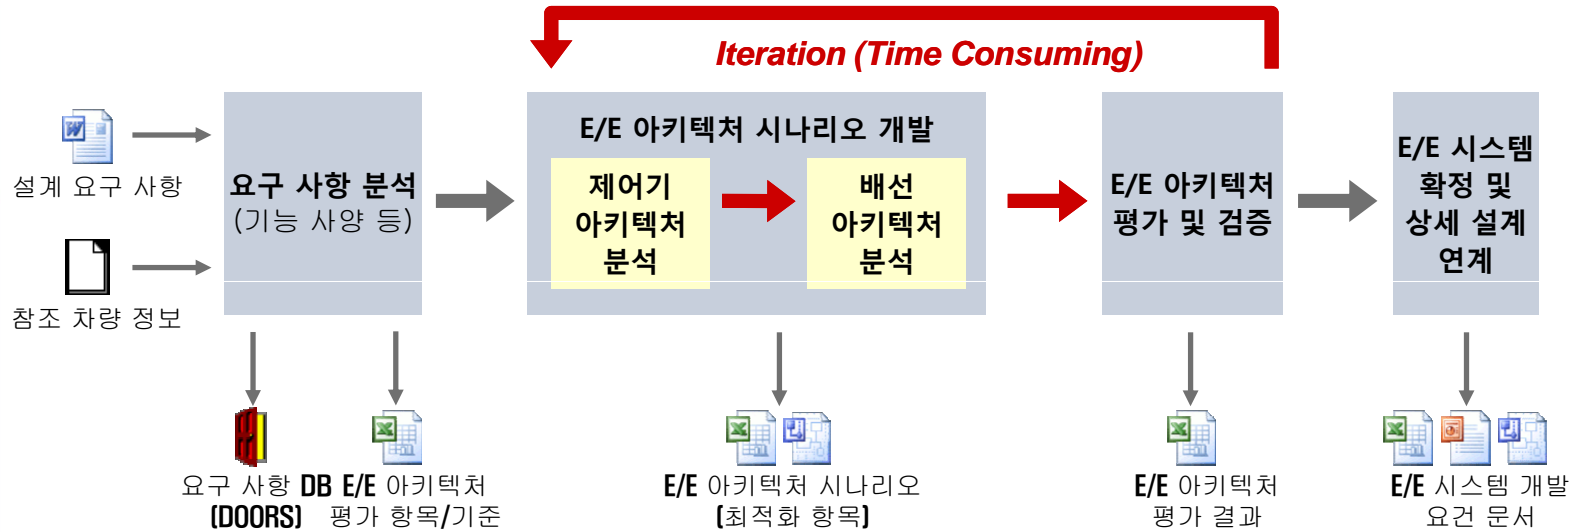 Iteration (Time Consuming)
설계 요구 사항
참조 차량 정보
요구 사항 분석
(기능 사양 등)
E/E 아키텍처 시나리오 개발
제어기
아키텍처
분석
배선
아키텍처
분석
E/E 아키텍처
평가 및 검증
E/E 시스템
확정 및
상세 설계
연계
요구 사항 DB
(DOORS)
E/E 아키텍처
평가 항목/기준
E/E 아키텍처 시나리오
(최적화 항목)
E/E 아키텍처
평가 결과
E/E 시스템 개발
요건 문서